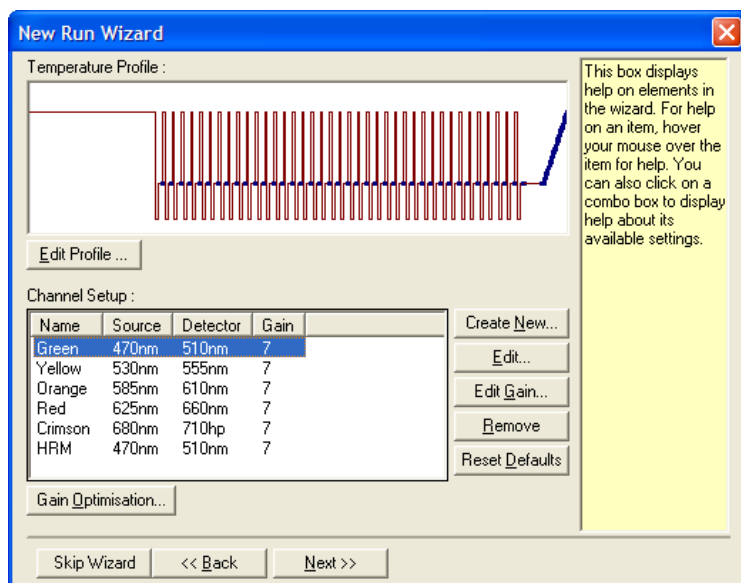 New Run Wizard
Temperature Profile :
This box displays
help on elements in
the wizard. For help
on an item, hover
your mouse over the
item for help. You
can also click on a
combo box to display
help about its
available settings.
Edit Profile ...
Channel Setup :
Name Source Detector Gain
Green 470nm 510nm 7
Yellow 530nm 555nm 7
Orange 585nm 610nm 7
Red 625nm 660nm 7
Crimson 680nm 710hp 7
HRM 470nm 510nm 7
Create New...
Edit...
Edit Gain...
Remove
Reset Defaults
Gain Optimisation...
Skip Wizard << Back Next >>